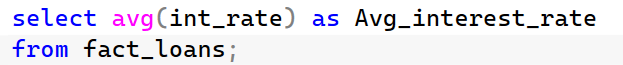 select avg(int_rate) as Avg_interest_rate
from fact_loans;